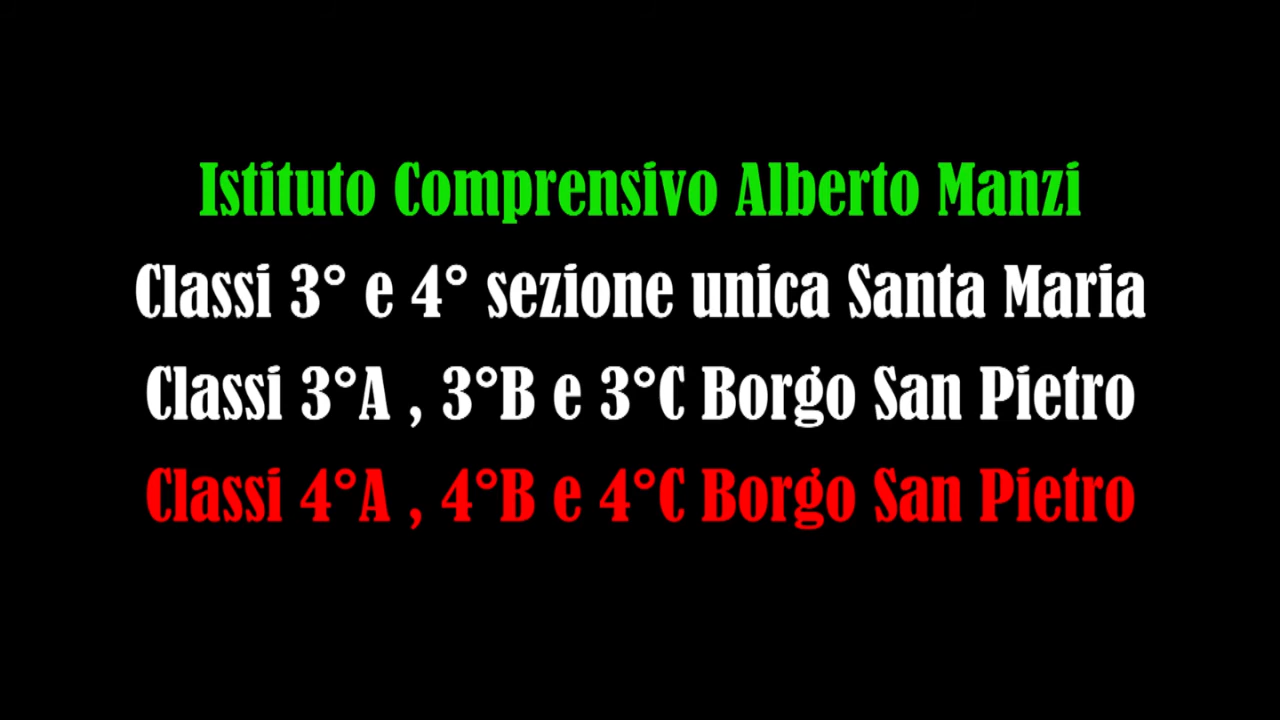 Istituto Comprensivo Alberto Manzi
Classi 3° e 4° sezione unica Santa Maria
Classi 3°A , 3°B e 3°C Borgo San Pietro
Classi 4°A , 4°B e 4°C Borgo San Pietro